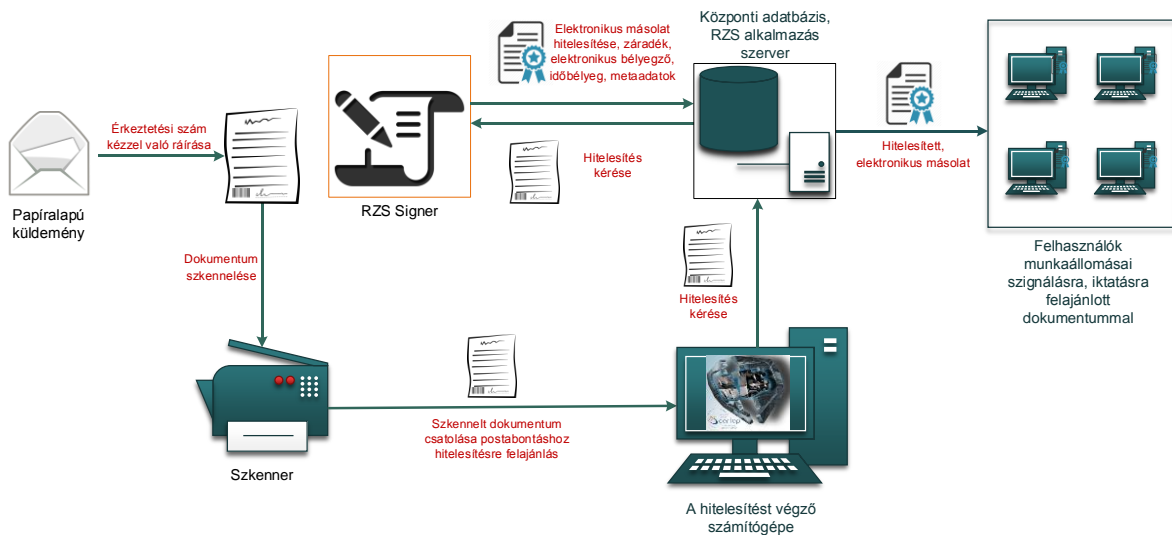 Érkeztetési szám
kézzel való ráírása
Papíralapú
küldemény
Dokumentum
szkennelése
Szkenner
Szkennelt dokumentum
csatolása postabontáshoz
hitelesítésre felajánlás
A hitelesítést végző
számítógépe
Hitelesítés
kérése
RZS Signer
Elektronikus másolat
hitelesítése, záradék,
elektronikus bélyegző,
időbélyeg, metaadatok
Hitelesítés
kérése
Központi adatbázis,
RZS alkalmazás
szerver
Hitelesített,
elektronikus másolat
Felhasználók
munkaállomásai
szignálásra, iktatásra
felajánlott
dokumentummal